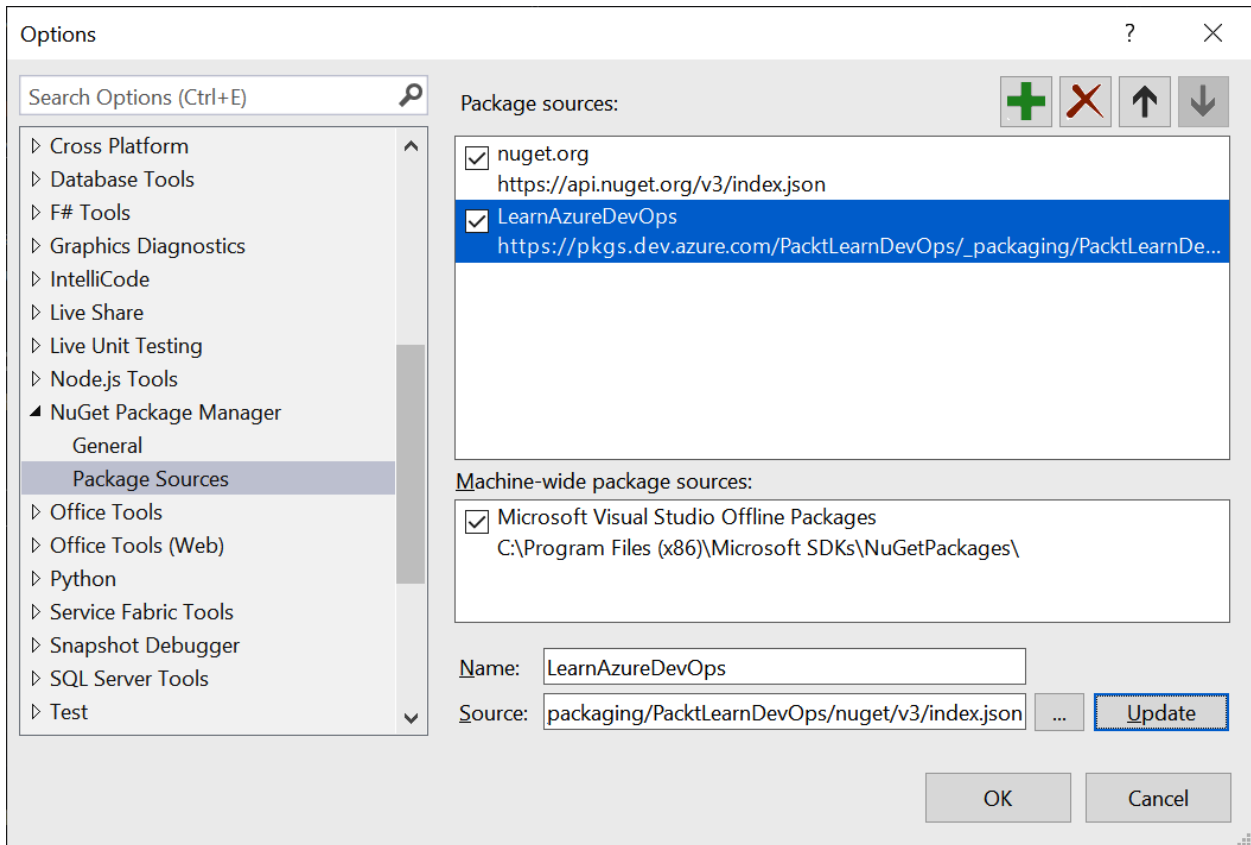 Options
?
Search Options (Ctrl+E)
Cross Platform
Database Tools
F# Tools
Graphics Diagnostics
IntelliCode
Live Share
Live Unit Testing
Node.js Tools
NuGet Package Manager
General
Package Sources
Office Tools
Office Tools (Web)
Python
Service Fabric Tools
Snapshot Debugger
SQL Server Tools
Test
Package sources:
nuget.org
https://api.nuget.org/v3/index.json
LearnAzureDevOps
https://pkgs.dev.azure.com/PacktLearnDevOps/_packaging/PacktLearnDe...
Machine-wide package sources:
Microsoft Visual Studio Offline Packages
C:\Program Files (x86)\Microsoft SDKs\NuGetPackages\
Name: LearnAzureDevOps
Source: packaging/PacktLearnDevOps/nuget/v3/index.json ... Update
OK Cancel